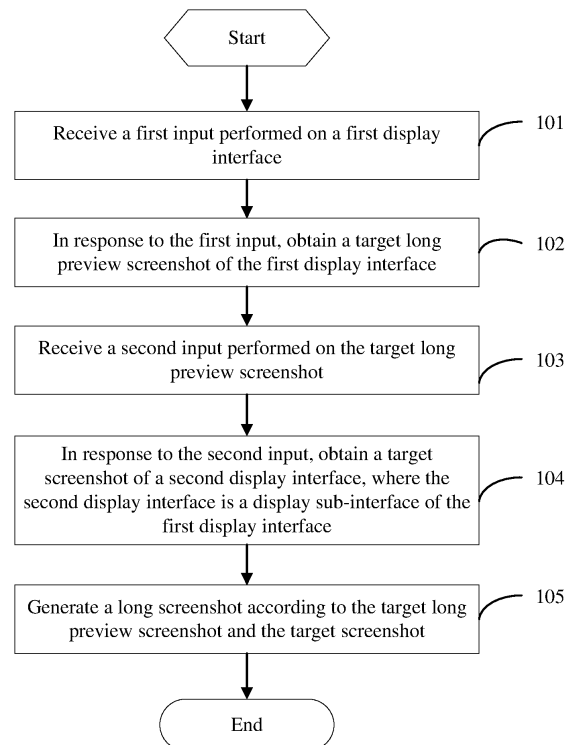 Start
Receive a first input performed on a first display
interface
101
In response to the first input, obtain a target long
preview screenshot of the first display interface
102
Receive a second input performed on the target long
preview screenshot
103
In response to the second input, obtain a target
screenshot of a second display interface, where the
second display interface is a display sub-interface of the
first display interface
104
Generate a long screenshot according to the target long
preview screenshot and the target screenshot
105
End